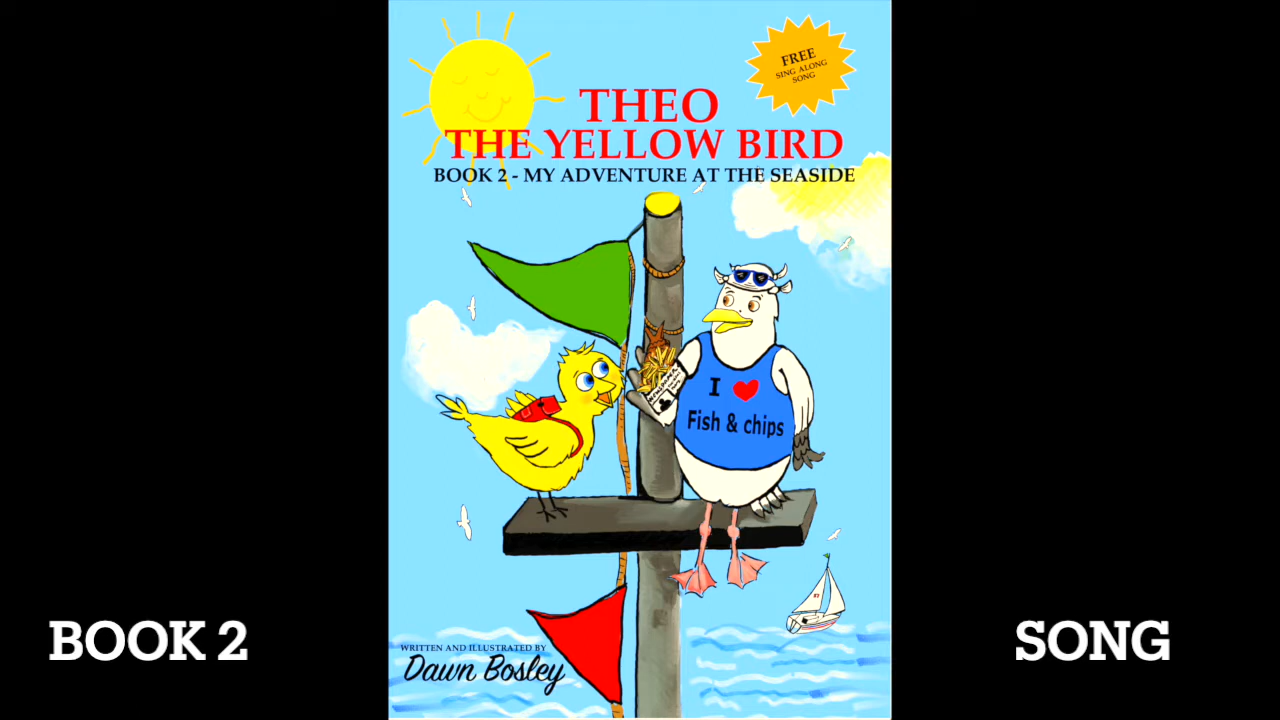 FREE
SING ALONG
SONG
THEO
THE YELLOW BIRD
BOOK 2 - MY ADVENTURE AT THE SEASIDE
I
Fish & chips
WRITTEN AND ILLUSTRATED BY
Dawn Bosley
BOOK 2
SONG